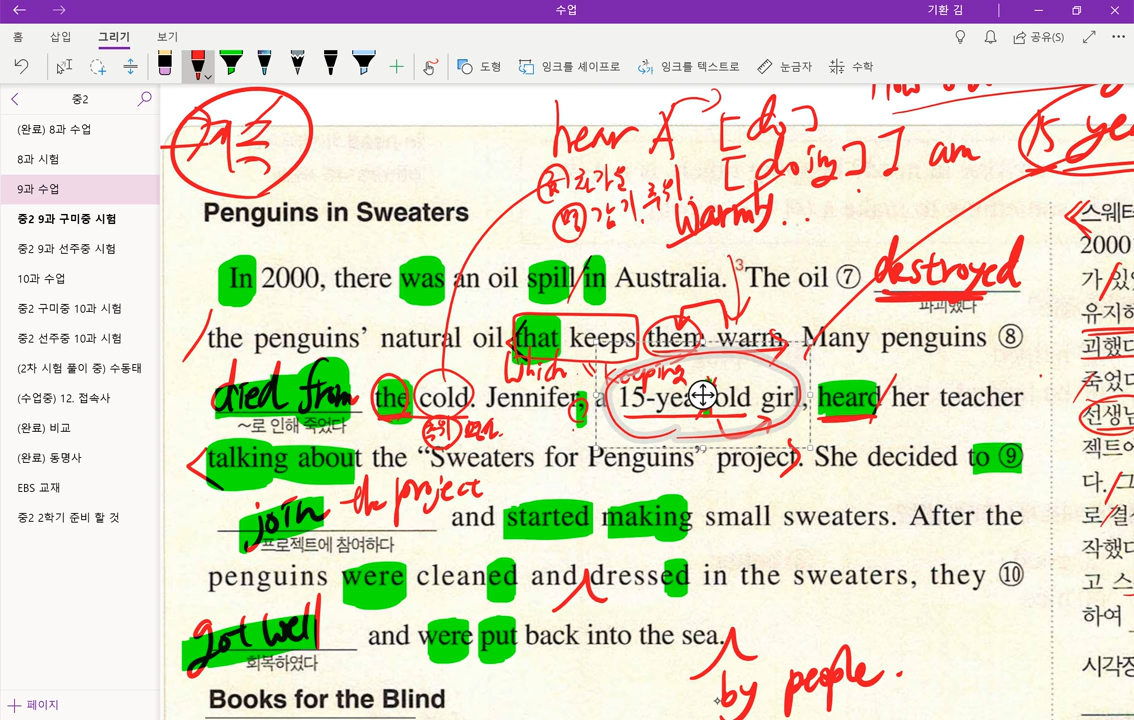 수업
기환 김
홈 삽입 그리기 보기
공유(S)
도형 잉크를 셰이프로 잉크를 텍스트로 눈금자 수학
중2
(완료) 8과 수업
8과 시험
9과 수업
중2 9과 구미중 시험
중2 9과 선주중 시험
10과 수업
중2 구미중 10과 시험
중2 선주중 10과 시험
(2차 시험 풀이 중) 수동태
(수업중) 12. 접속사
(완료) 비교
(완료) 동명사
EBS 교재
중2 2학기 준비 할 것
페이지
hear A [do]
[doing] I am
15 yea
warmly...
Penguins in Sweaters
In 2000, there was an oil spill in Australia. 3 The oil ⑦ destroyed
파괴했다
the penguins' natural oil that keeps them warm. Many penguins ⑧
which keeping
died from the cold. Jennifer, a 15-year-old girl, heard her teacher
~로 인해 죽었다
talking about the “Sweaters for Penguins” project. She decided to ⑨
the project
join and started making small sweaters. After the
프로젝트에 참여하다
penguins were cleaned and dressed in the sweaters, they ⑩
got well and were put back into the sea.
회복하였다
by people.
Books for the Blind
스웨터
2000
가 있었
유지하
괴했다
죽었다
선생님
젝트에
다. 그
로 결
작했다
고 스
하여
시각장